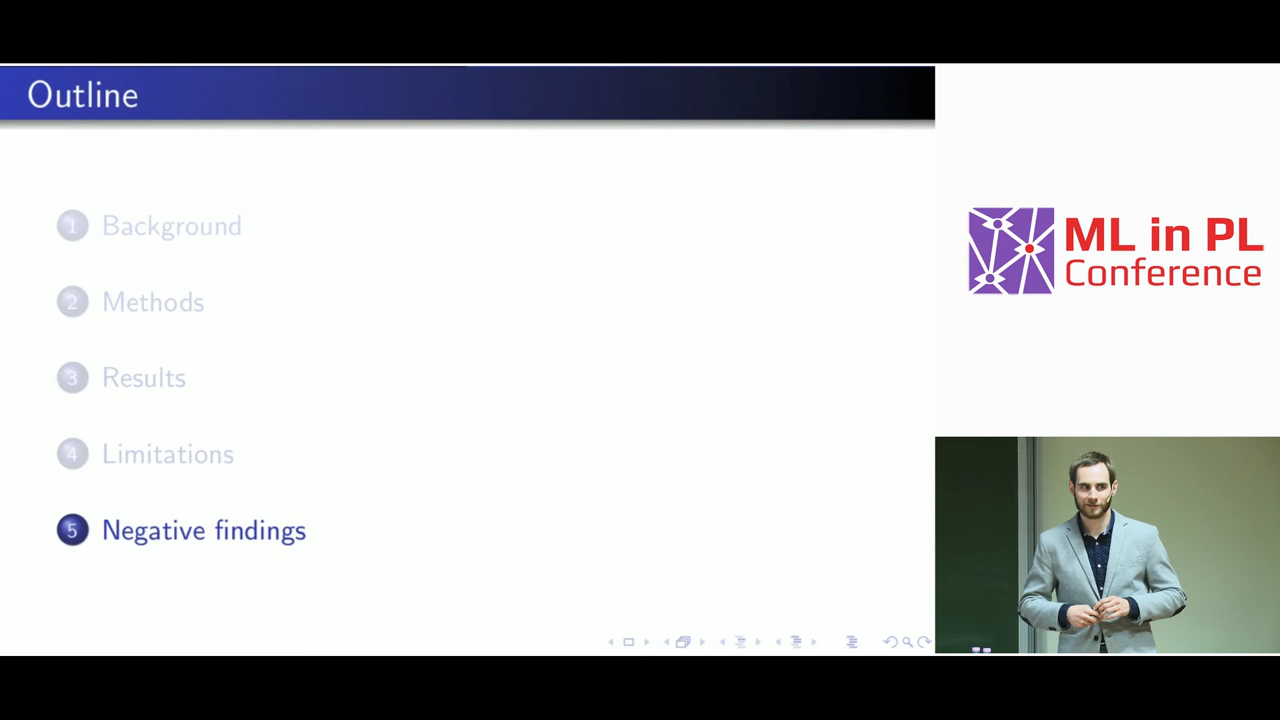 Outline
1 Background
2 Methods
3 Results
4 Limitations
5 Negative findings
ML in PL
Conference